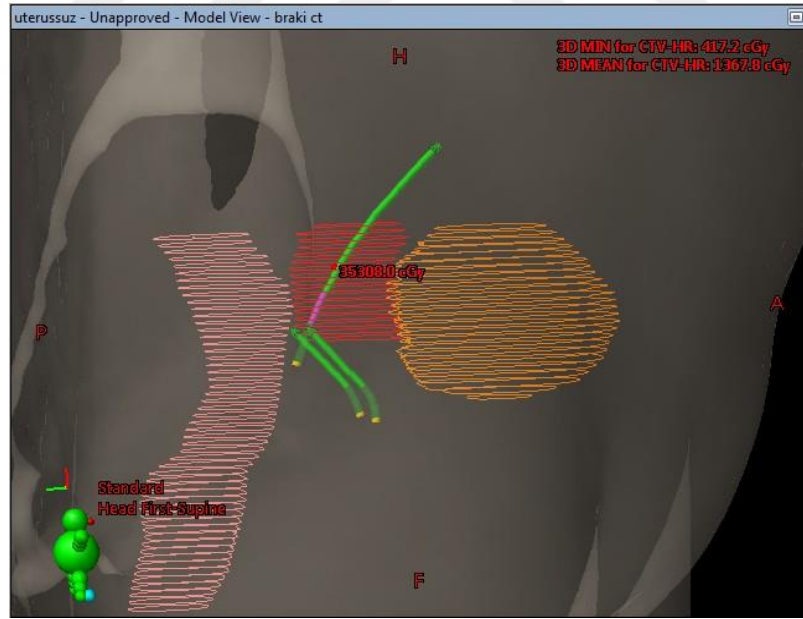 uterussuz - Unapproved - Model View - braki ct
3D MIN for CTV-HR: 417.2 cGy
3D MEAN for CTV-HR: 1367.8 cGy
H
35308.0 cGy
P
A
Standard
Head First-Supine
F